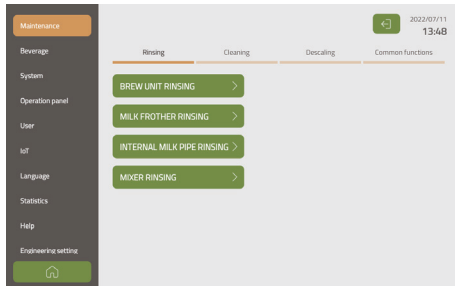 Maintenance
Beverage
System
Operation panel
User
IoT
Language
Statistics
Help
Engineering setting
2022/07/11
13:48
Rinsing Cleaning Descaling Common functions
BREW UNIT RINSING
MILK FROTHER RINSING
INTERNAL MILK PIPE RINSING
MIXER RINSING